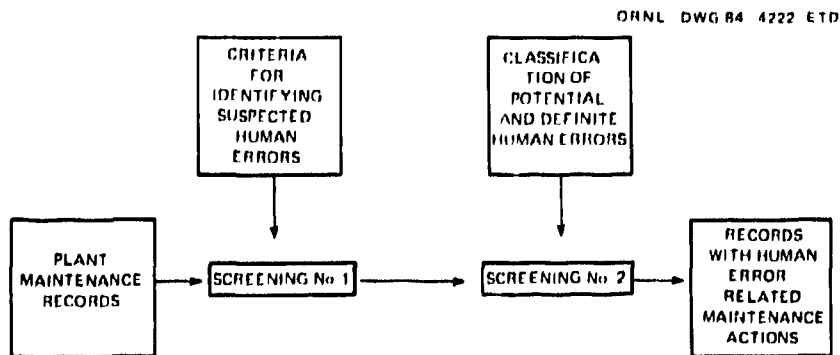 ORNL DWG 84 4222 ETD
CRITERIA
FOR
IDENTIFYING
SUSPECTED
HUMAN
ERRORS
CLASSIFICA
TION OF
POTENTIAL
AND DEFINITE
HUMAN ERRORS
PLANT
MAINTENANCE
RECORDS
SCREENING No 1
SCREENING No 2
RECORDS
WITH HUMAN
ERROR
RELATED
MAINTENANCE
ACTIONS